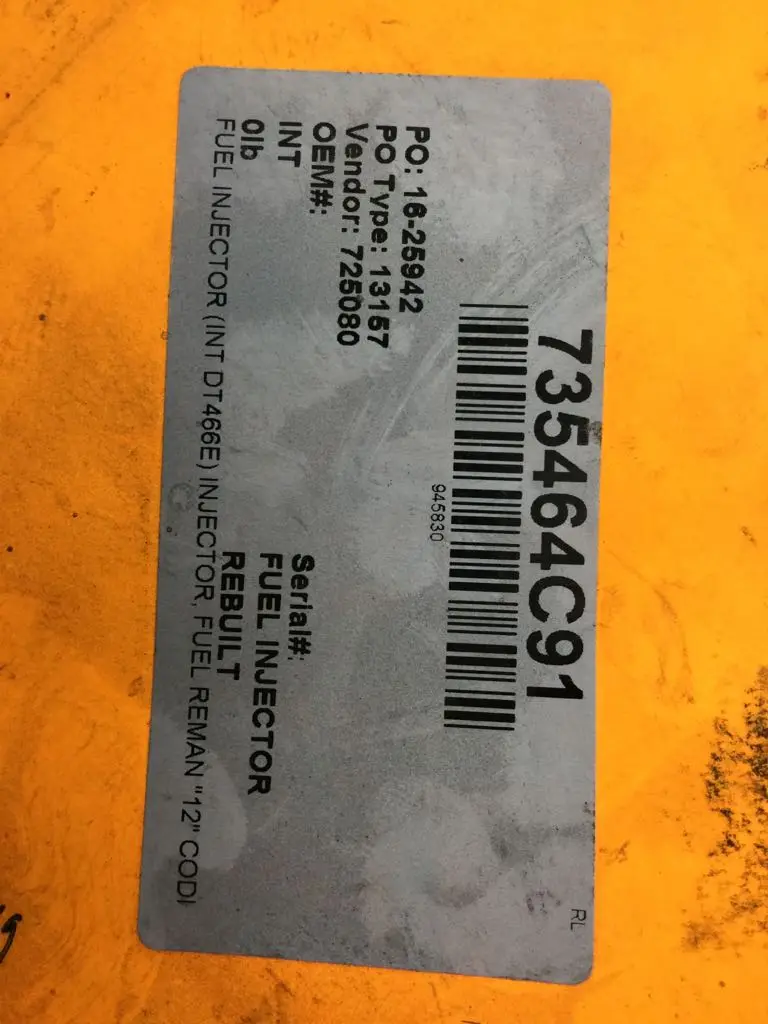 RL
735464C91
945830
PO: 16-25942
PO Type: 13157
Vendor: 725080
OEM#:
INT
0lb
Serial#:
FUEL INJECTOR
REBUILT
FUEL INJECTOR (INT DT466E) INJECTOR, FUEL REMAN "12" CODI